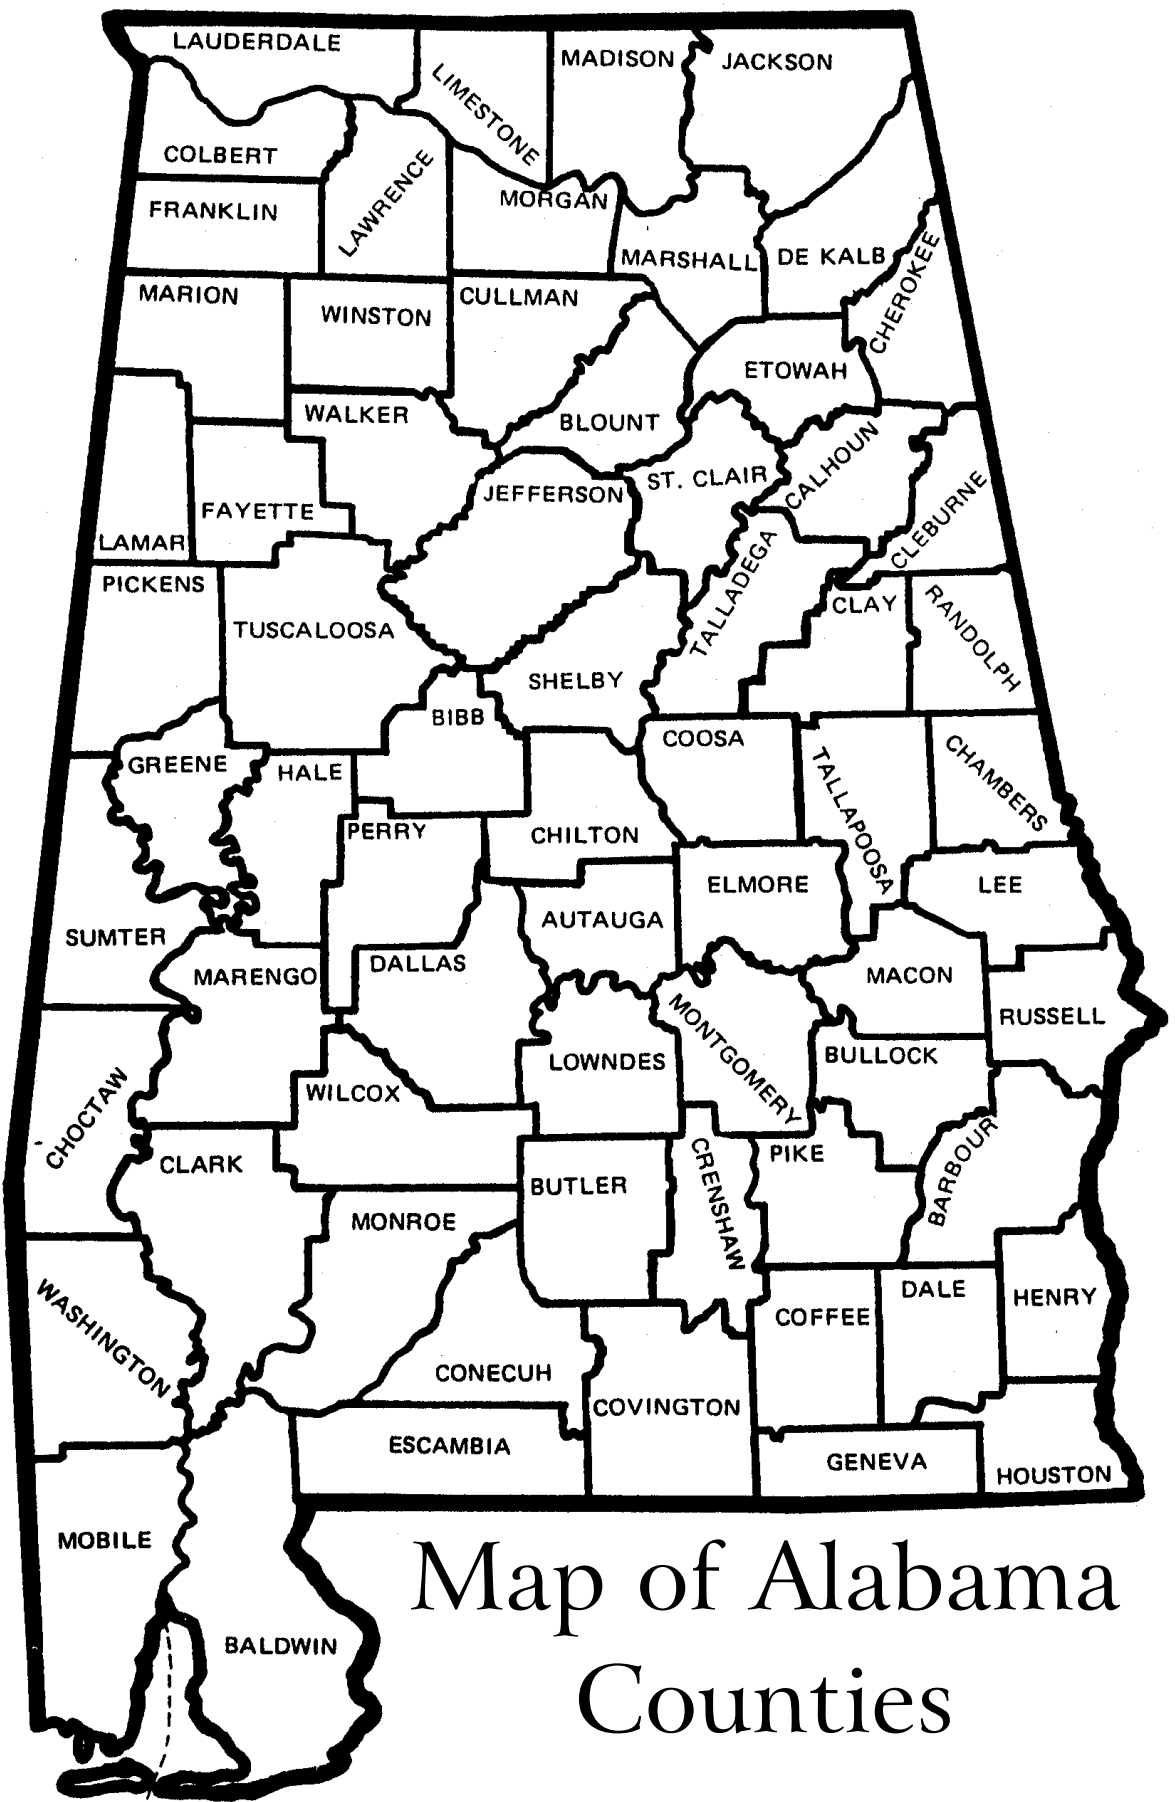 LAUDERDALE
LIMESTONE
MADISON
JACKSON
COLBERT
LAWRENCE
FRANKLIN
MORGAN
MARSHALL
DE KALB
CHEROKEE
MARION
WINSTON
CULLMAN
ETOWAH
WALKER
BLOUNT
ST. CLAIR
CALHOUN
JEFFERSON
FAYETTE
LAMAR
CLEBURNE
TALLADEGA
PICKENS
TUSCALOOSA
CLAY
RANDOLPH
SHELBY
BIBB
COOSA
GREENE
HALE
TALLAPOOSA
CHAMBERS
PERRY
CHILTON
ELMORE
LEE
AUTAUGA
SUMTER
MARENGO
DALLAS
MACON
RUSSELL
MONTGOMERY
LOWNDES
BULLOCK
CHOCTAW
WILCOX
CLARK
BUTLER
CRENSHAW
PIKE
BARBOUR
MONROE
WASHINGTON
COFFEE
DALE
HENRY
CONECUH
COVINGTON
ESCAMBIA
GENEVA
HOUSTON
MOBILE
BALDWIN
Map of Alabama
Counties